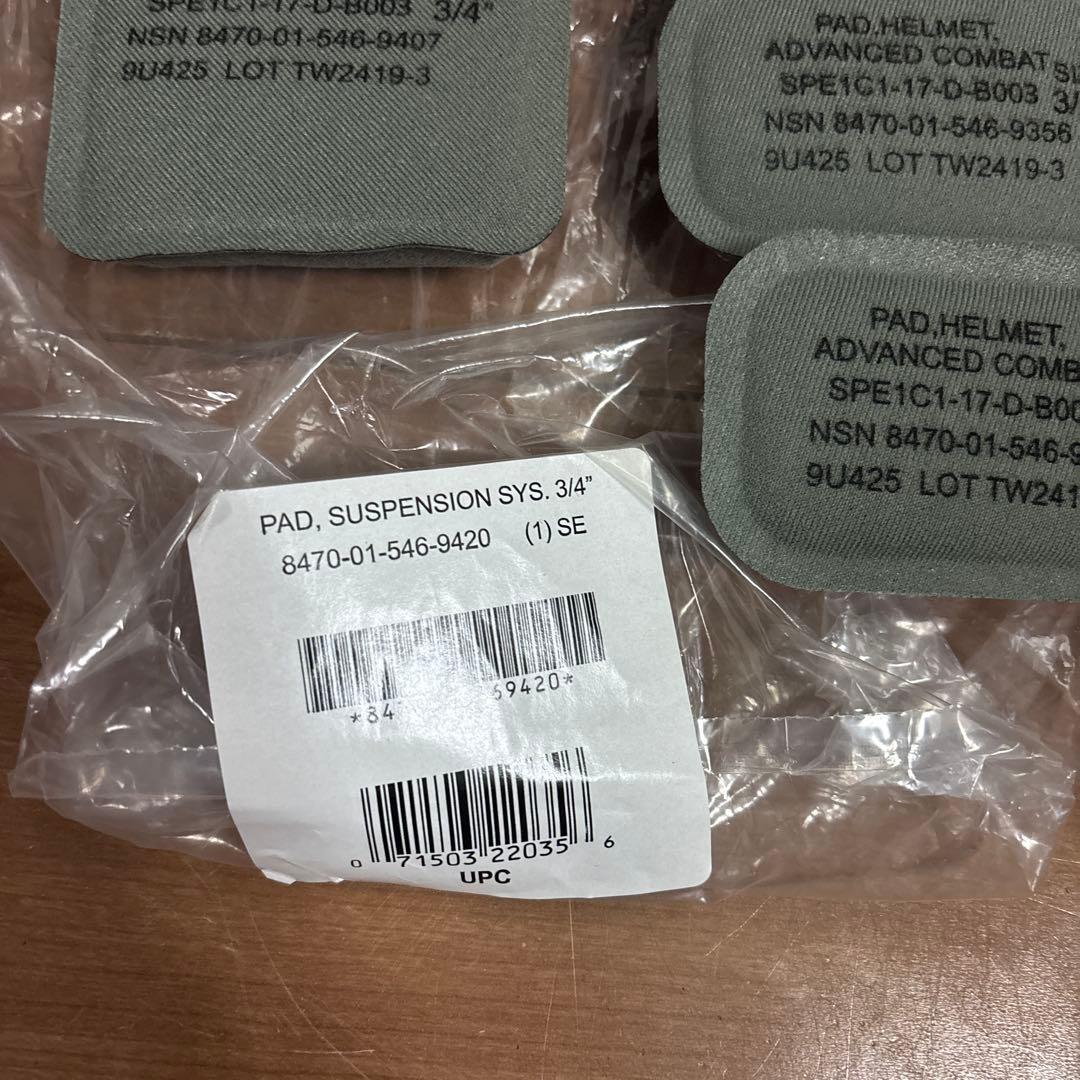 SPE1C1-17-D-B003 3/4"
NSN 8470-01-546-9407
9U425 LOT TW2419-3
PAD.HELMET.
ADVANCED COMBAT
SPE1C1-17-D-B003 3/
NSN 8470-01-546-9356
9U425 LOT TW2419-3
PAD.HELMET.
ADVANCED COMB
SPE1C1-17-D-B00
NSN 8470-01-546-9
9U425 LOT TW241
PAD, SUSPENSION SYS. 3/4"
8470-01-546-9420 (1) SE
*84 69420*
0 71503 22035 6
UPC